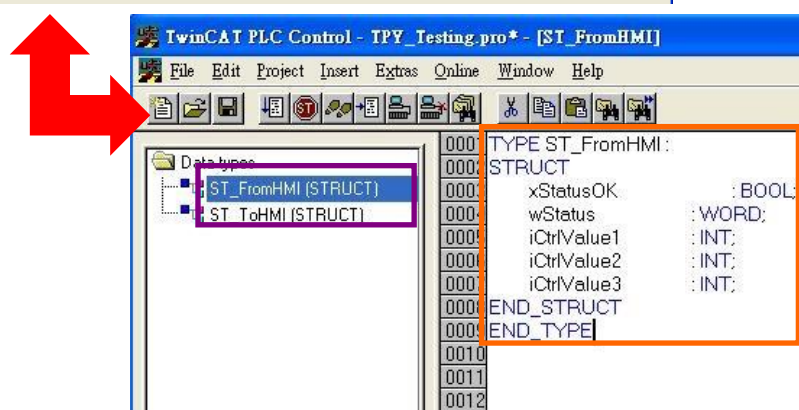 TwinCAT PLC Control - TPY_Testing.pro* - [ST_FromHMI]
File Edit Project Insert Extras Online Window Help
Data types
ST_FromHMI (STRUCT)
ST_ToHMI (STRUCT)
0001 TYPE ST_FromHMI :
0002 STRUCT
0003 xStatusOK : BOOL;
0004 wStatus : WORD;
0005 iCtrlValue1 : INT;
0006 iCtrlValue2 : INT;
0007 iCtrlValue3 : INT;
0008 END_STRUCT
0009 END_TYPE
0010
0011
0012